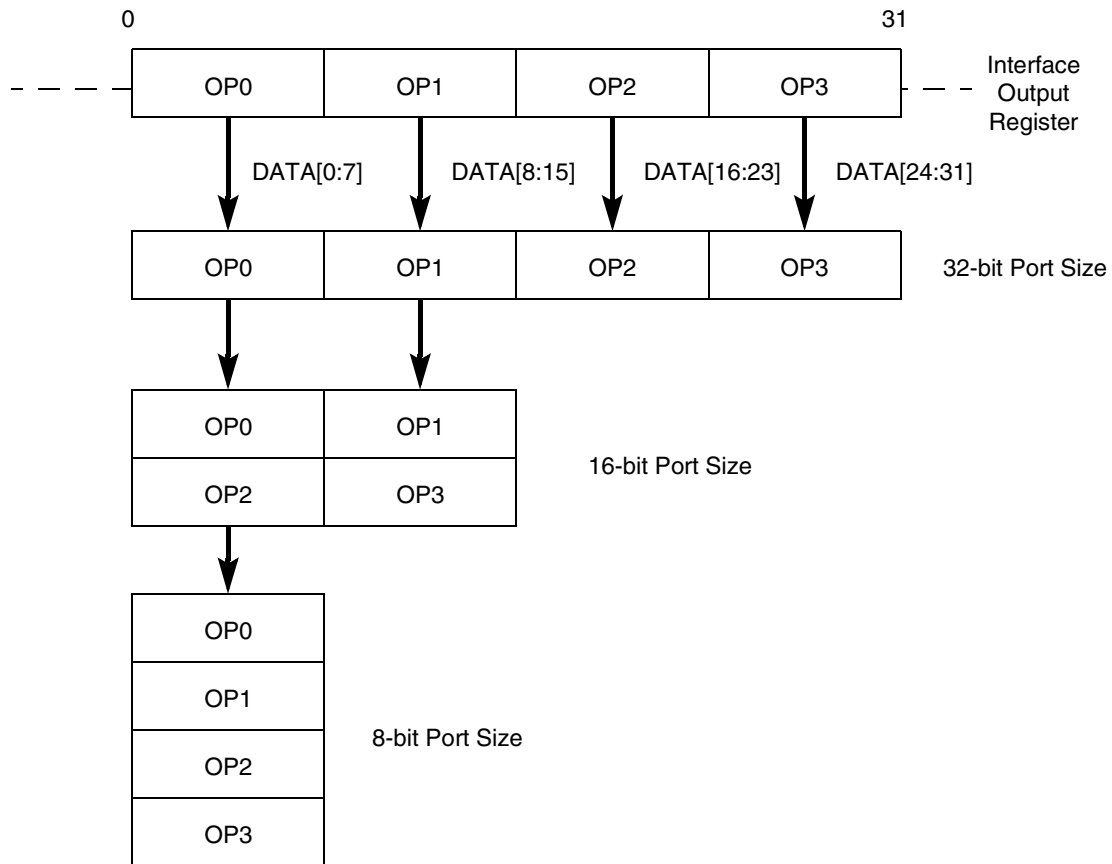 0
31
OP0
OP1
OP2
OP3
Interface
Output
Register
DATA[0:7]
DATA[8:15]
DATA[16:23]
DATA[24:31]
OP0
OP1
OP2
OP3
32-bit Port Size
OP0
OP1
16-bit Port Size
OP2
OP3
OP0
OP1
8-bit Port Size
OP2
OP3